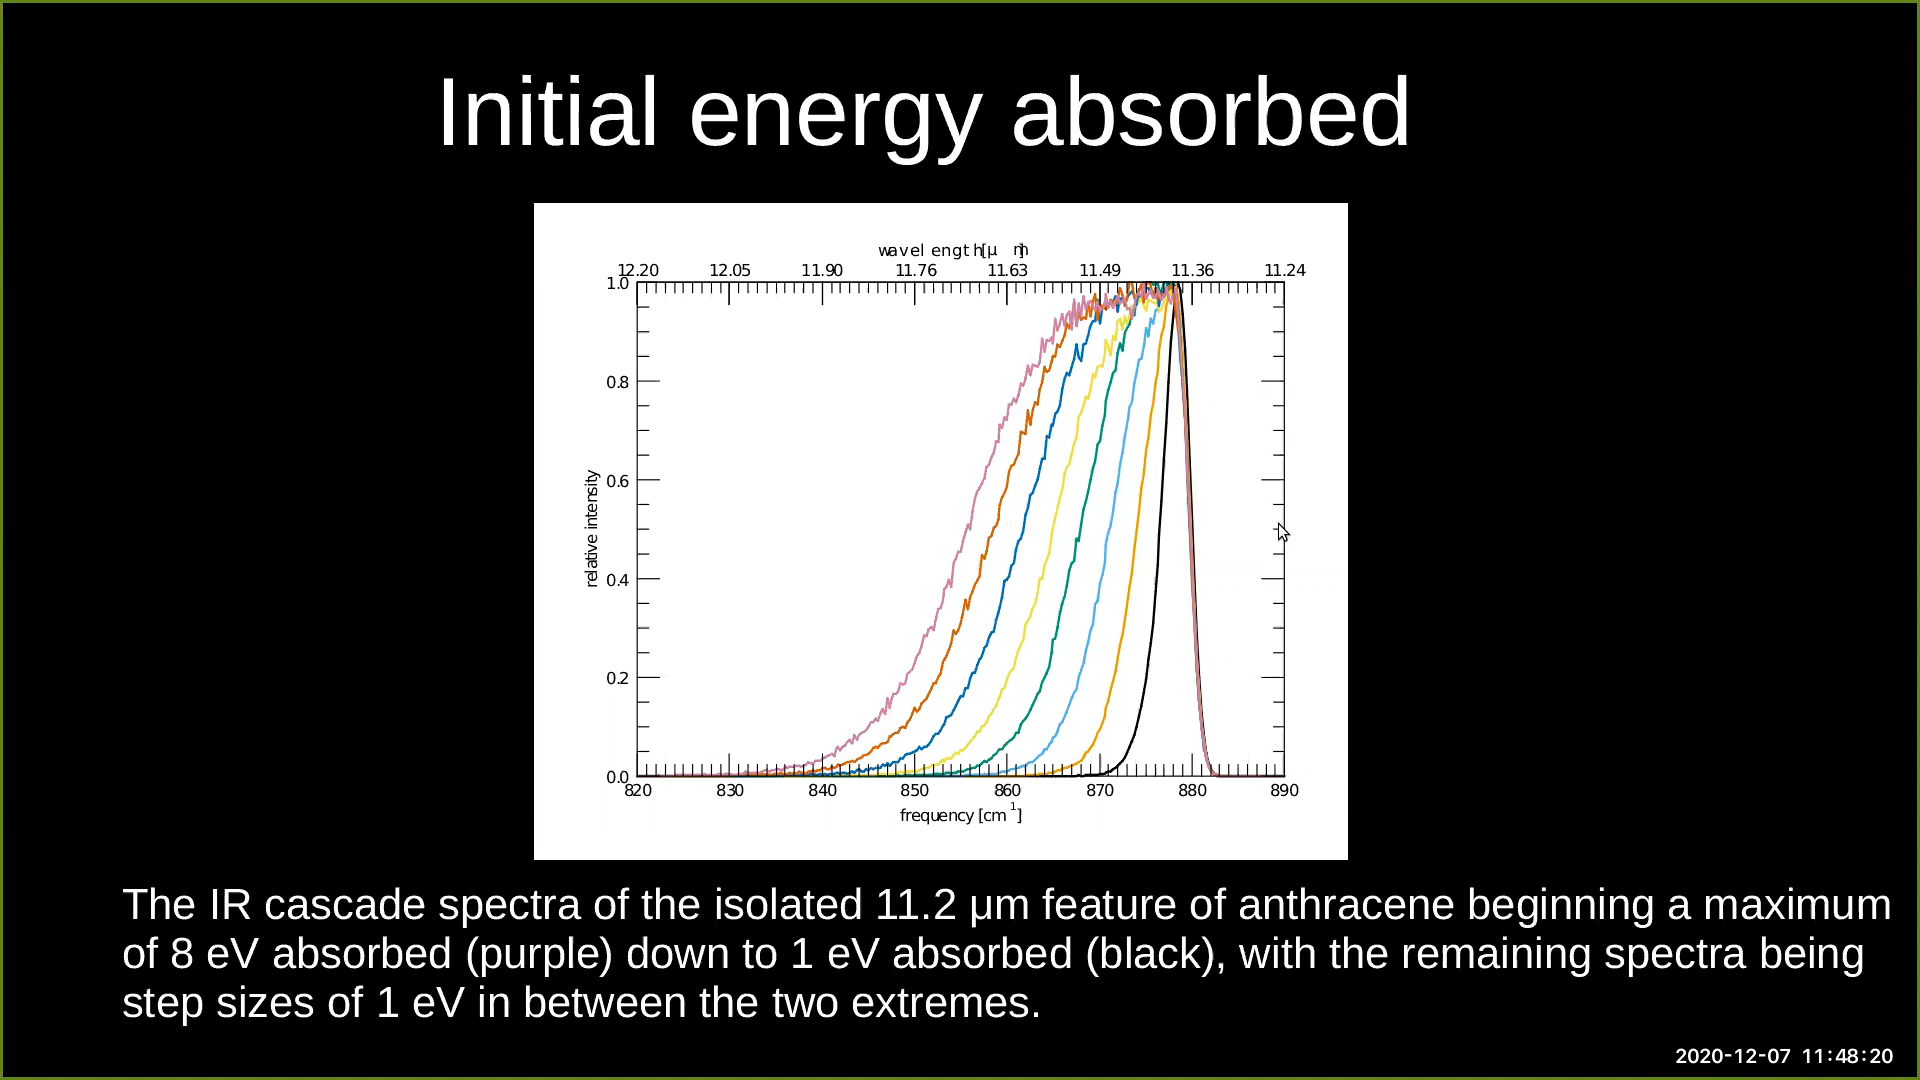 Initial energy absorbed
wavelength[µ m]
12.20 12.05 11.90 11.76 11.63 11.49 11.36 11.24
1.0
0.8
0.6
0.4
0.2
0.0
relative intensity
820 830 840 850 860 870 880 890
frequency [cm 1]
The IR cascade spectra of the isolated 11.2 µm feature of anthracene beginning a maximum
of 8 eV absorbed (purple) down to 1 eV absorbed (black), with the remaining spectra being
step sizes of 1 eV in between the two extremes.
2020-12-07 11:48:20